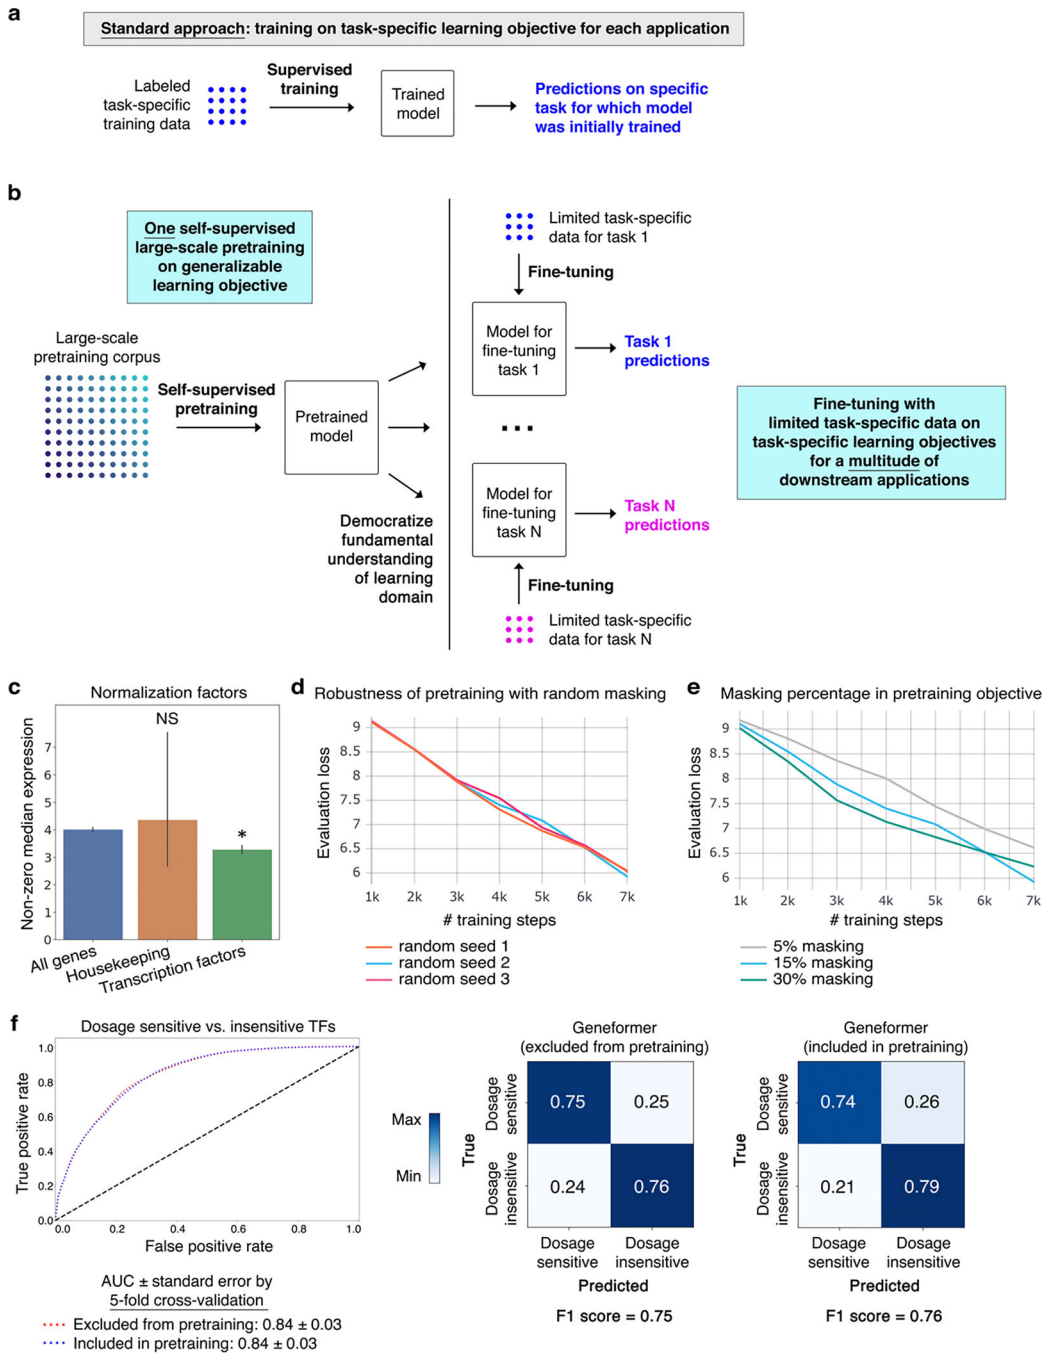 a
Standard approach: training on task-specific learning objective for each application
Labeled
task-specific
training data
Supervised
training
Trained
model
Predictions on specific
task for which model
was initially trained
b
One self-supervised
large-scale pretraining
on generalizable
learning objective
Large-scale
pretraining corpus
Self-supervised
pretraining
Pretrained
model
Democratize
fundamental
understanding
of learning
domain
Limited task-specific
data for task 1
Fine-tuning
Model for
fine-tuning
task 1
Task 1
predictions
...
Model for
fine-tuning
task N
Task N
predictions
Fine-tuning
Limited task-specific
data for task N
Fine-tuning with
limited task-specific data on
task-specific learning objectives
for a multitude of
downstream applications
c
Normalization factors
Non-zero median expression
7
6
5
4
3
2
1
0
NS
*
All genes
Housekeeping
Transcription factors
d
Robustness of pretraining with random masking
Evaluation loss
9
8.5
8
7.5
6.5
6
1k 2k 3k 4k 5k 6k 7k
# training steps
random seed 1
random seed 2
random seed 3
e
Masking percentage in pretraining objective
Evaluation loss
9
8.5
8
7.5
6.5
6
1k 2k 3k 4k 5k 6k 7k
# training steps
5% masking
15% masking
30% masking
f
Dosage sensitive vs. insensitive TFs
True positive rate
1.0
0.8
0.6
0.4
0.2
0.0
0.0 0.2 0.4 0.6 0.8 1.0
False positive rate
AUC ± standard error by
5-fold cross-validation
Excluded from pretraining: 0.84 ± 0.03
Included in pretraining: 0.84 ± 0.03
Max
Min
Geneformer
(excluded from pretraining)
True
Dosage
sensitive
Dosage
insensitive
0.75 0.25
0.24 0.76
Dosage
sensitive
Dosage
insensitive
Predicted
F1 score = 0.75
Geneformer
(included in pretraining)
True
Dosage
sensitive
Dosage
insensitive
0.74 0.26
0.21 0.79
Dosage
sensitive
Dosage
insensitive
Predicted
F1 score = 0.76